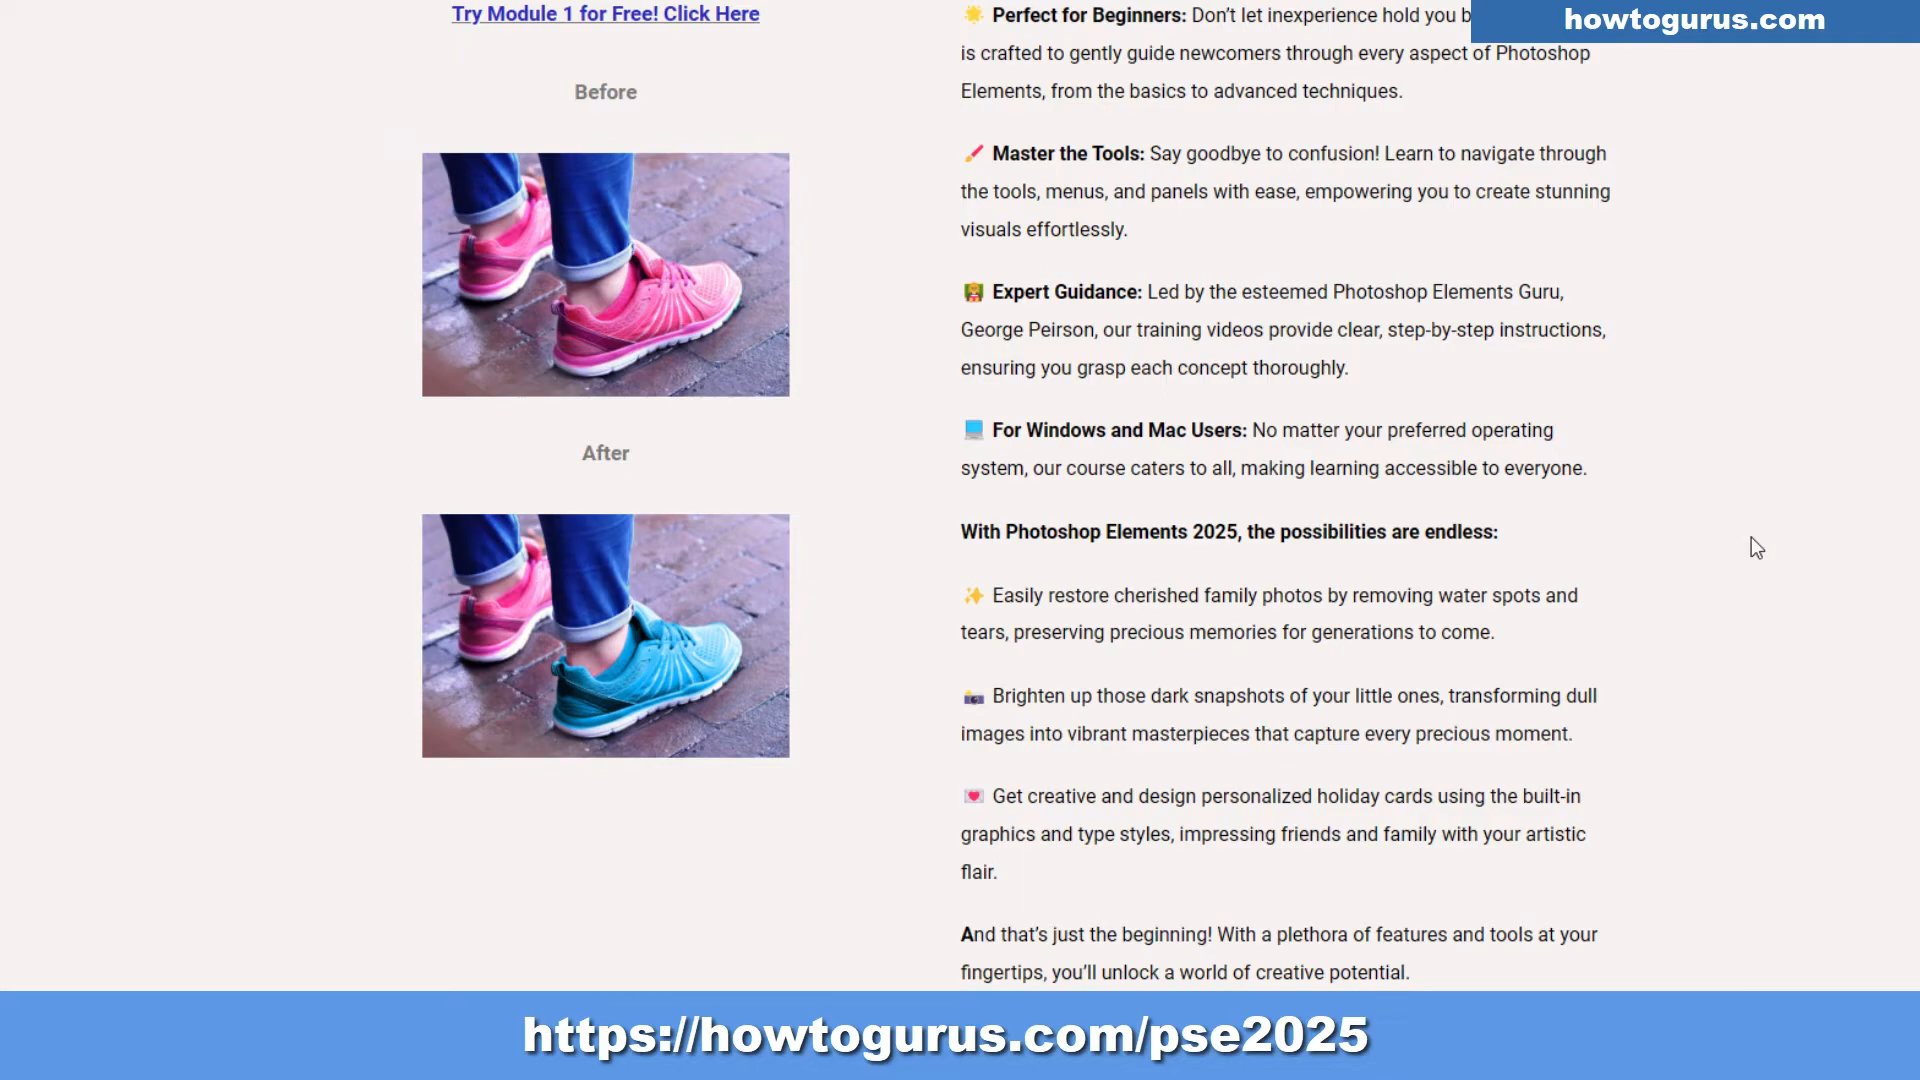 Try Module 1 for Free! Click Here
Before
After
🌟 Perfect for Beginners: Don’t let inexperience hold you b
is crafted to gently guide newcomers through every aspect of Photoshop
Elements, from the basics to advanced techniques.
🖌️ Master the Tools: Say goodbye to confusion! Learn to navigate through
the tools, menus, and panels with ease, empowering you to create stunning
visuals effortlessly.
👩‍🏫 Expert Guidance: Led by the esteemed Photoshop Elements Guru,
George Peirson, our training videos provide clear, step-by-step instructions,
ensuring you grasp each concept thoroughly.
💻 For Windows and Mac Users: No matter your preferred operating
system, our course caters to all, making learning accessible to everyone.
With Photoshop Elements 2025, the possibilities are endless:
✨ Easily restore cherished family photos by removing water spots and
tears, preserving precious memories for generations to come.
📸 Brighten up those dark snapshots of your little ones, transforming dull
images into vibrant masterpieces that capture every precious moment.
💌 Get creative and design personalized holiday cards using the built-in
graphics and type styles, impressing friends and family with your artistic
flair.
And that’s just the beginning! With a plethora of features and tools at your
fingertips, you’ll unlock a world of creative potential.
howtogurus.com
https://howtogurus.com/pse2025